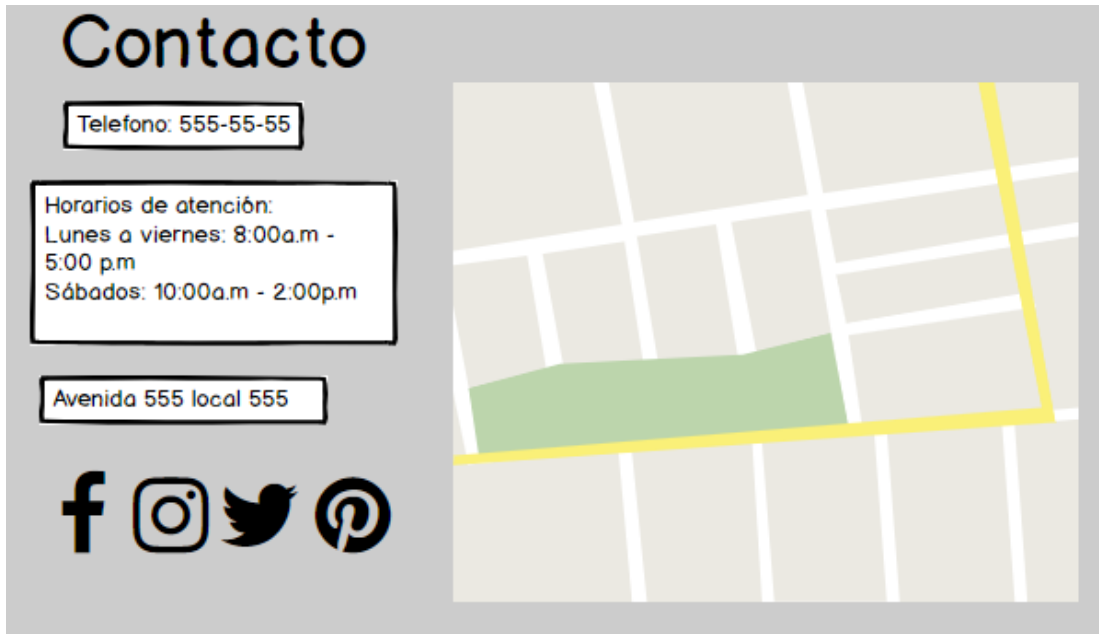 Contacto
Telefono: 555-55-55
Horarios de atención:
Lunes a viernes: 8:00a.m -
5:00 p.m
Sábados: 10:00a.m - 2:00p.m
Avenida 555 local 555